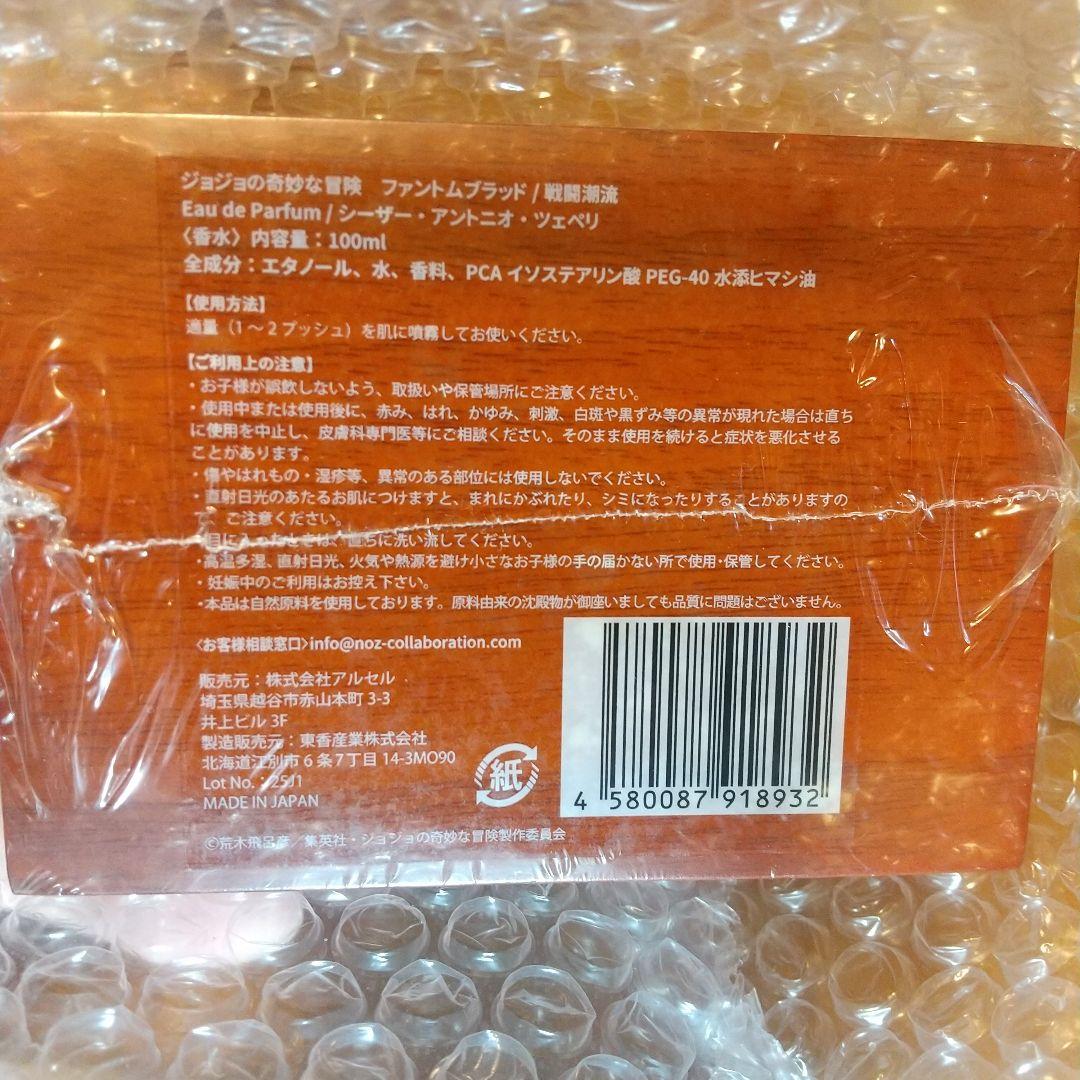 ジョジョの奇妙な冒険　ファントムブラッド / 戦闘潮流
Eau de Parfum / シーザー・アントニオ・ツェペリ
〈香水〉内容量：100ml
全成分：エタノール、水、香料、PCA イソステアリン酸 PEG-40 水添ヒマシ油
【使用方法】
適量（1～2プッシュ）を肌に噴霧してお使いください。
【ご利用上の注意】
・お子様が誤飲しないよう、取扱いや保管場所にご注意ください。
・使用中または使用後に、赤み、はれ、かゆみ、刺激、白斑や黒ずみ等の異常が現れた場合は直ち
に使用を中止し、皮膚科専門医等にご相談ください。そのまま使用を続けると症状を悪化させる
ことがあります。
・傷やはれもの・湿疹等、異常のある部位には使用しないでください。
・直射日光のあたるお肌につけますと、まれにかぶれたり、シミになったりすることがありますの
で、ご注意ください。
・目に入ったときは、直ちに洗い流してください。
・高温多湿、直射日光、火気や熱源を避け小さなお子様の手の届かない所で使用・保管してください。
・妊娠中のご利用はお控え下さい。
・本品は自然原料を使用しております。原料由来の沈殿物が御座いましても品質に問題はございません。
〈お客様相談窓口〉info@noz-collaboration.com
販売元：株式会社アルセル
埼玉県越谷市赤山本町 3-3
井上ビル 3F
製造販売元：東香産業株式会社
北海道江別市 6 条 7 丁目 14-3MO90
Lot No.：25J1
MADE IN JAPAN
紙
4 580087 918932
©荒木飛呂彦／集英社・ジョジョの奇妙な冒険製作委員会